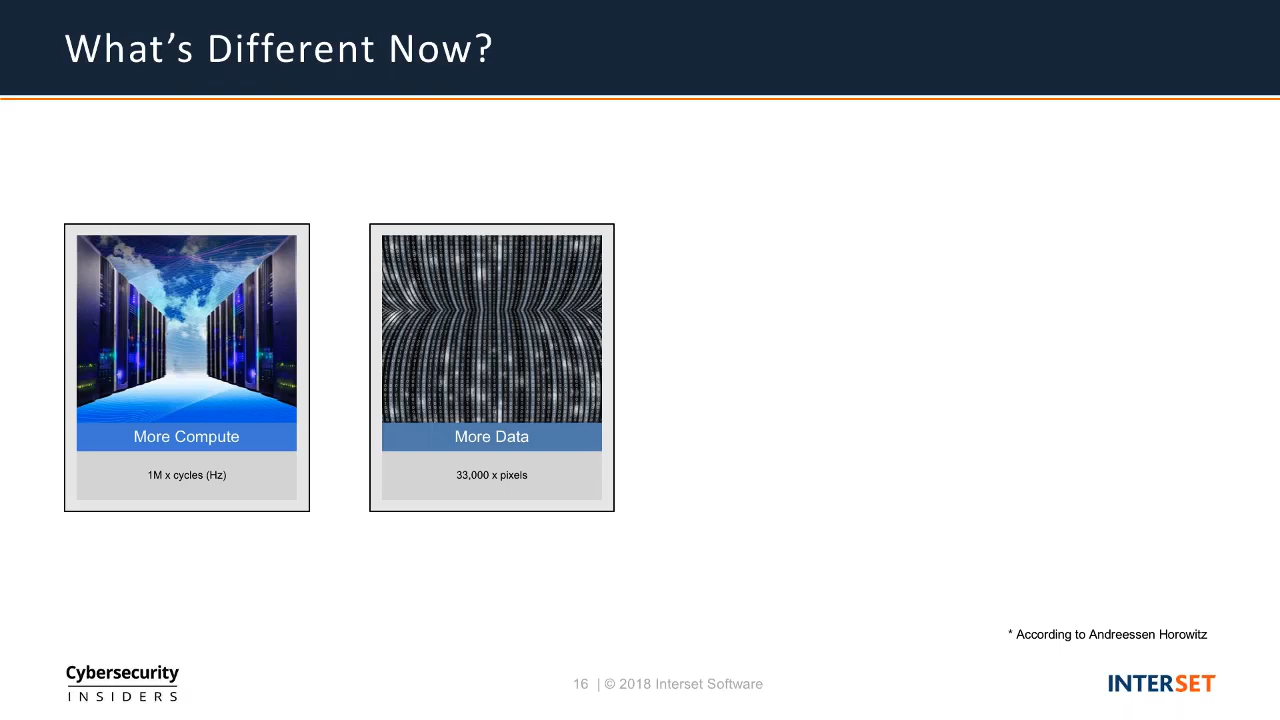 What’s Different Now?
More Compute
1M x cycles (Hz)
More Data
33,000 x pixels
* According to Andreessen Horowitz
Cybersecurity
INSIDERS
16 | © 2018 Interset Software
INTERSET